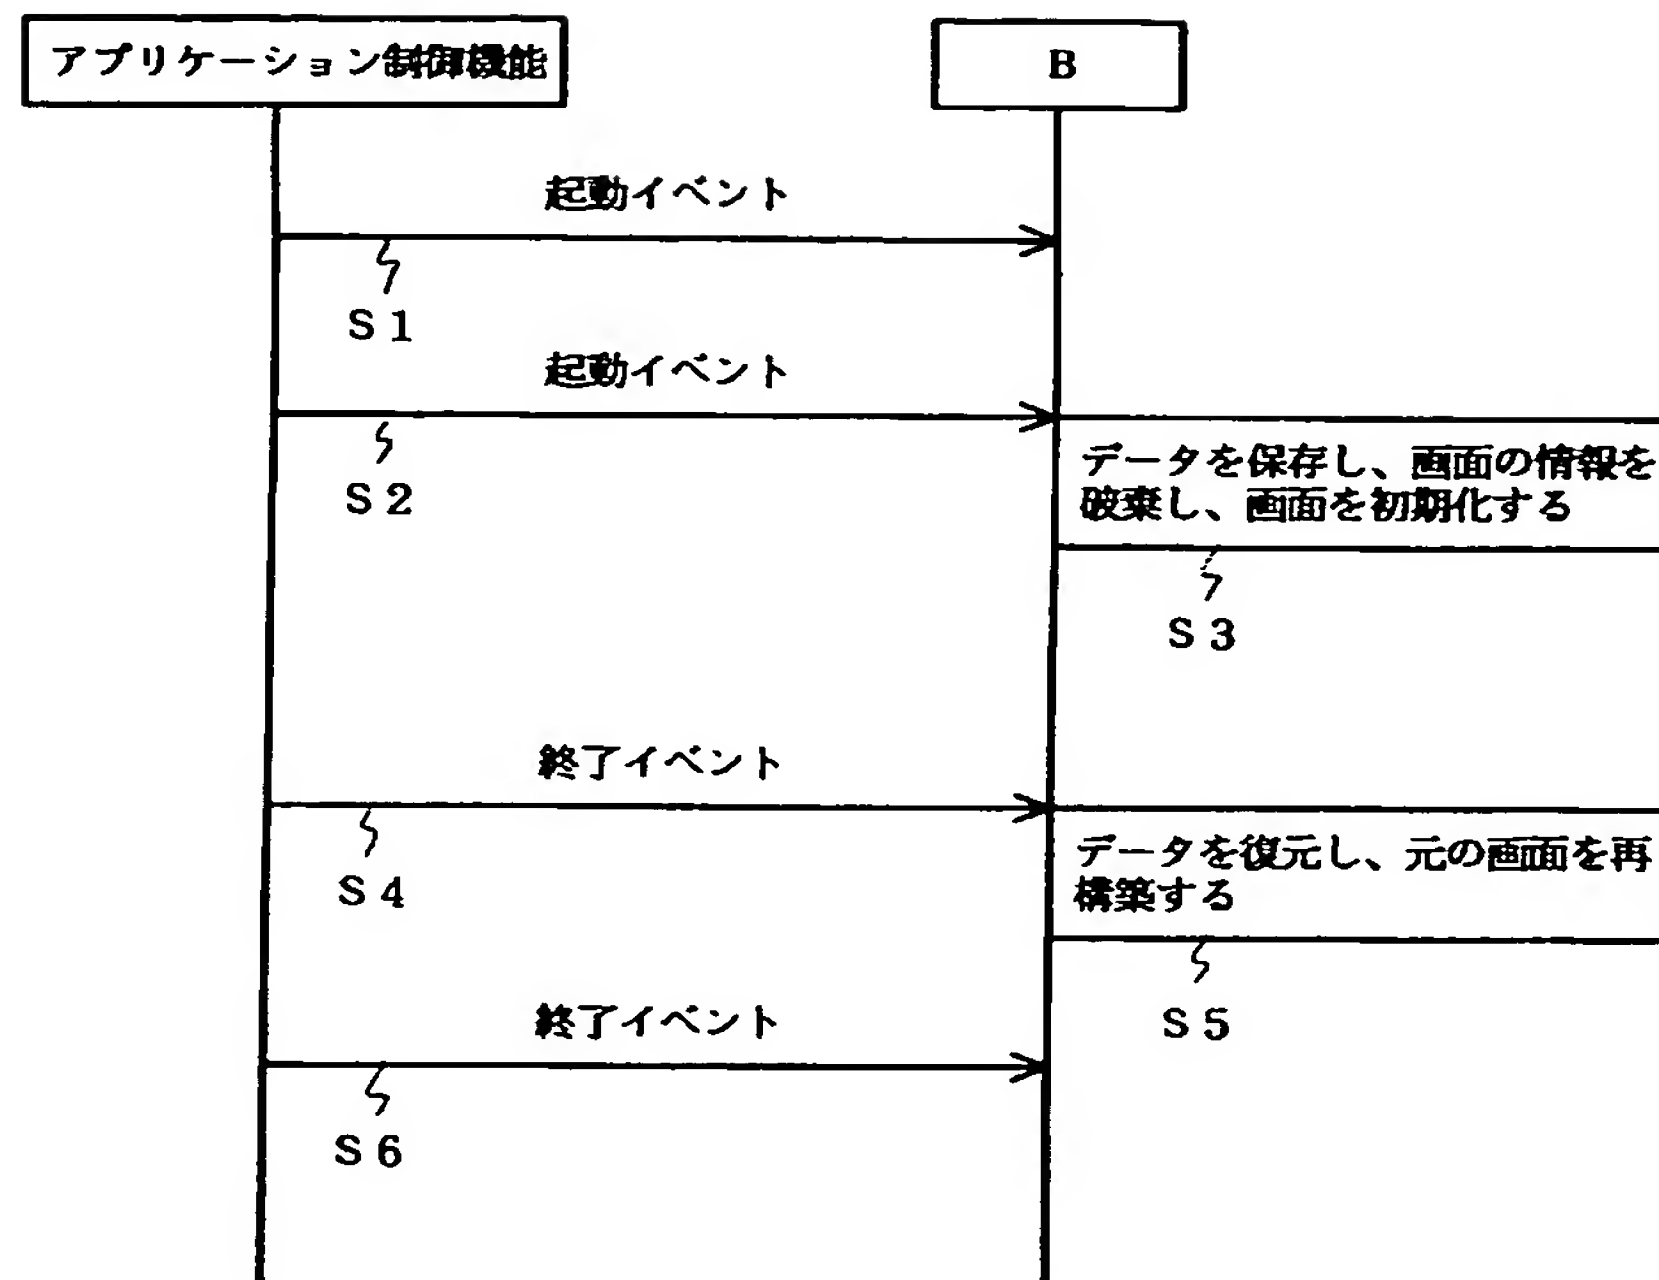 アプリケーション制御機能
B
起動イベント
S1
起動イベント
S2
データを保存し、画面の情報を
破棄し、画面を初期化する
S3
終了イベント
S4
データを復元し、元の画面を再
構築する
S5
終了イベント
S6